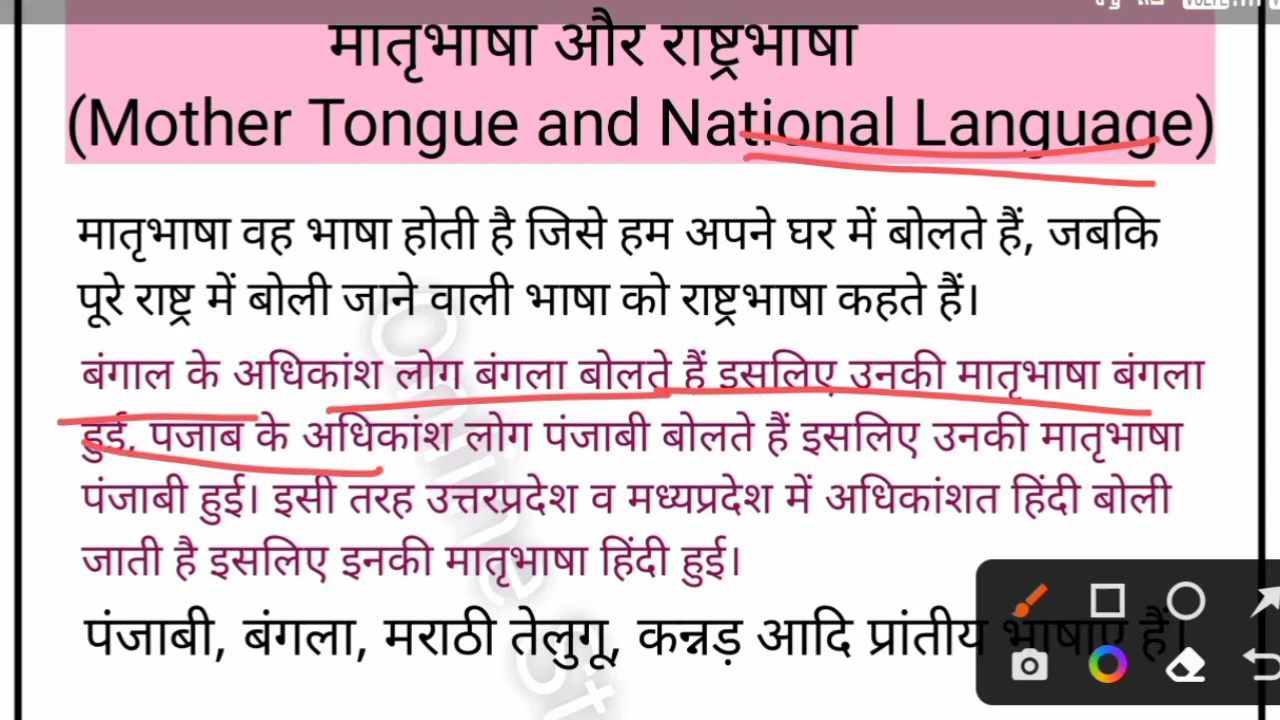 मातृभाषा और राष्ट्रभाषा
(Mother Tongue and National Language)
मातृभाषा वह भाषा होती है जिसे हम अपने घर में बोलते हैं, जबकि
पूरे राष्ट्र में बोली जाने वाली भाषा को राष्ट्रभाषा कहते हैं।
बंगाल के अधिकांश लोग बंगला बोलते हैं इसलिए उनकी मातृभाषा बंगला
हुई, पंजाब के अधिकांश लोग पंजाबी बोलते हैं इसलिए उनकी मातृभाषा
पंजाबी हुई। इसी तरह उत्तरप्रदेश व मध्यप्रदेश में अधिकांशत हिंदी बोली
जाती है इसलिए इनकी मातृभाषा हिंदी हुई।
पंजाबी, बंगला, मराठी तेलुगू, कन्नड़ आदि प्रांतीय भाषाएं हैं।
Online St